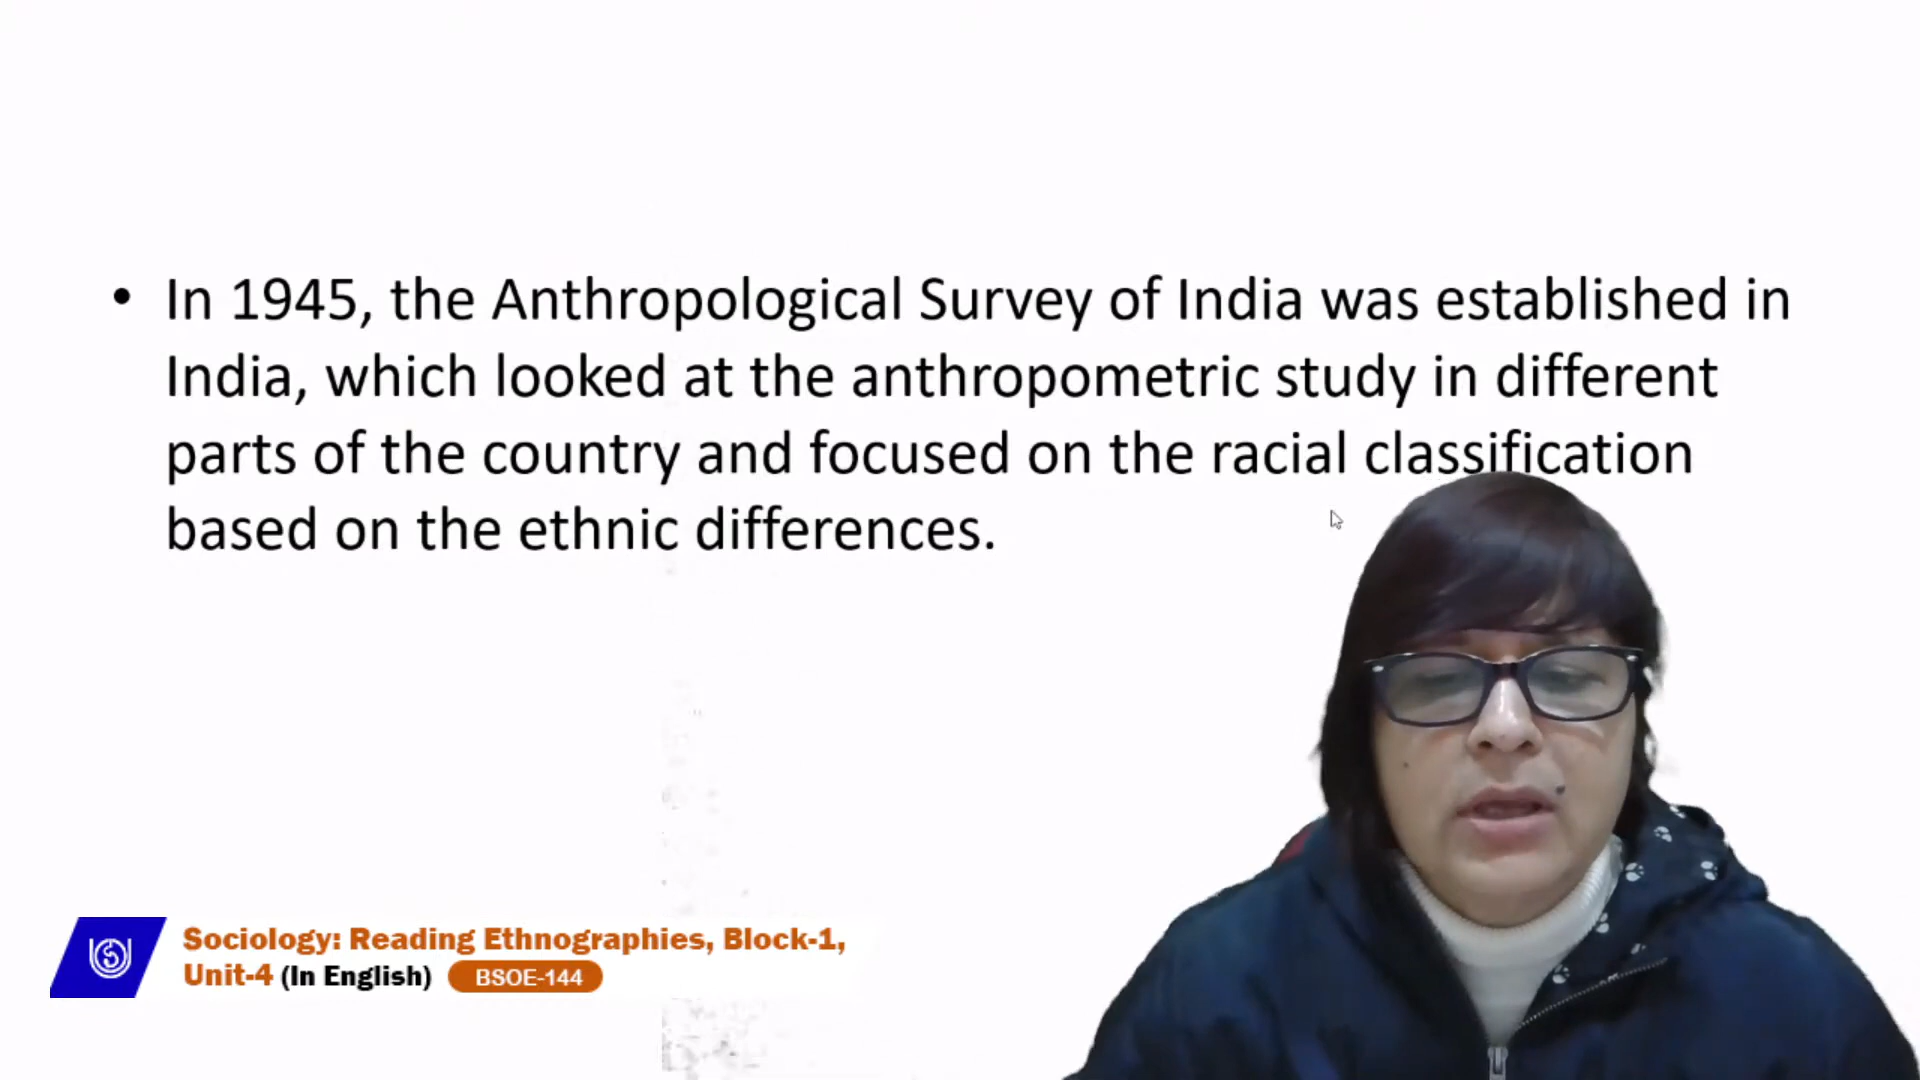 • In 1945, the Anthropological Survey of India was established in
India, which looked at the anthropometric study in different
parts of the country and focused on the racial classification
based on the ethnic differences.
Sociology: Reading Ethnographies, Block-1,
Unit-4 (In English) BSOE-144